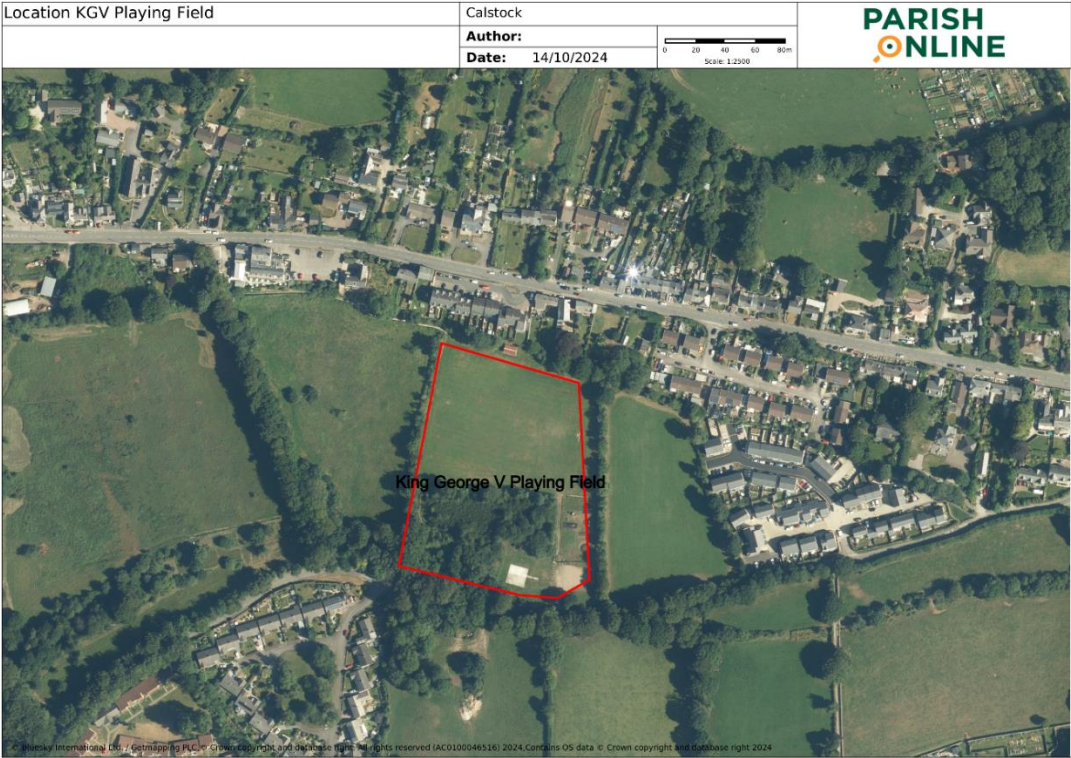 Location KGV Playing Field
Calstock
Author:
Date: 14/10/2024
0 20 40 60 80m
Scale: 1:2500
PARISH
ONLINE
King George V Playing Field
© Bluesky International Ltd. / Getmapping PLC,© Crown copyright and database right. All rights reserved (AC0100046516) 2024,Contains OS data © Crown copyright and database right 2024